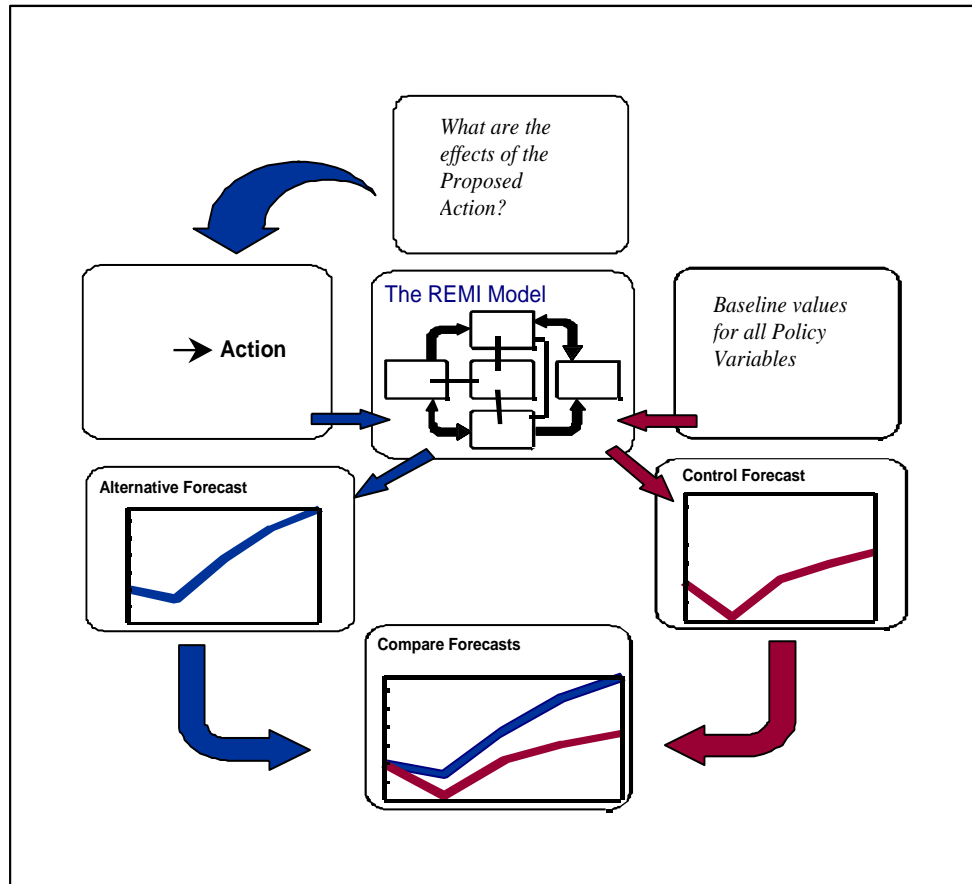 What are the
effects of the
Proposed
Action?
The REMI Model
Action
Baseline values
for all Policy
Variables
Alternative Forecast
Control Forecast
Compare Forecasts